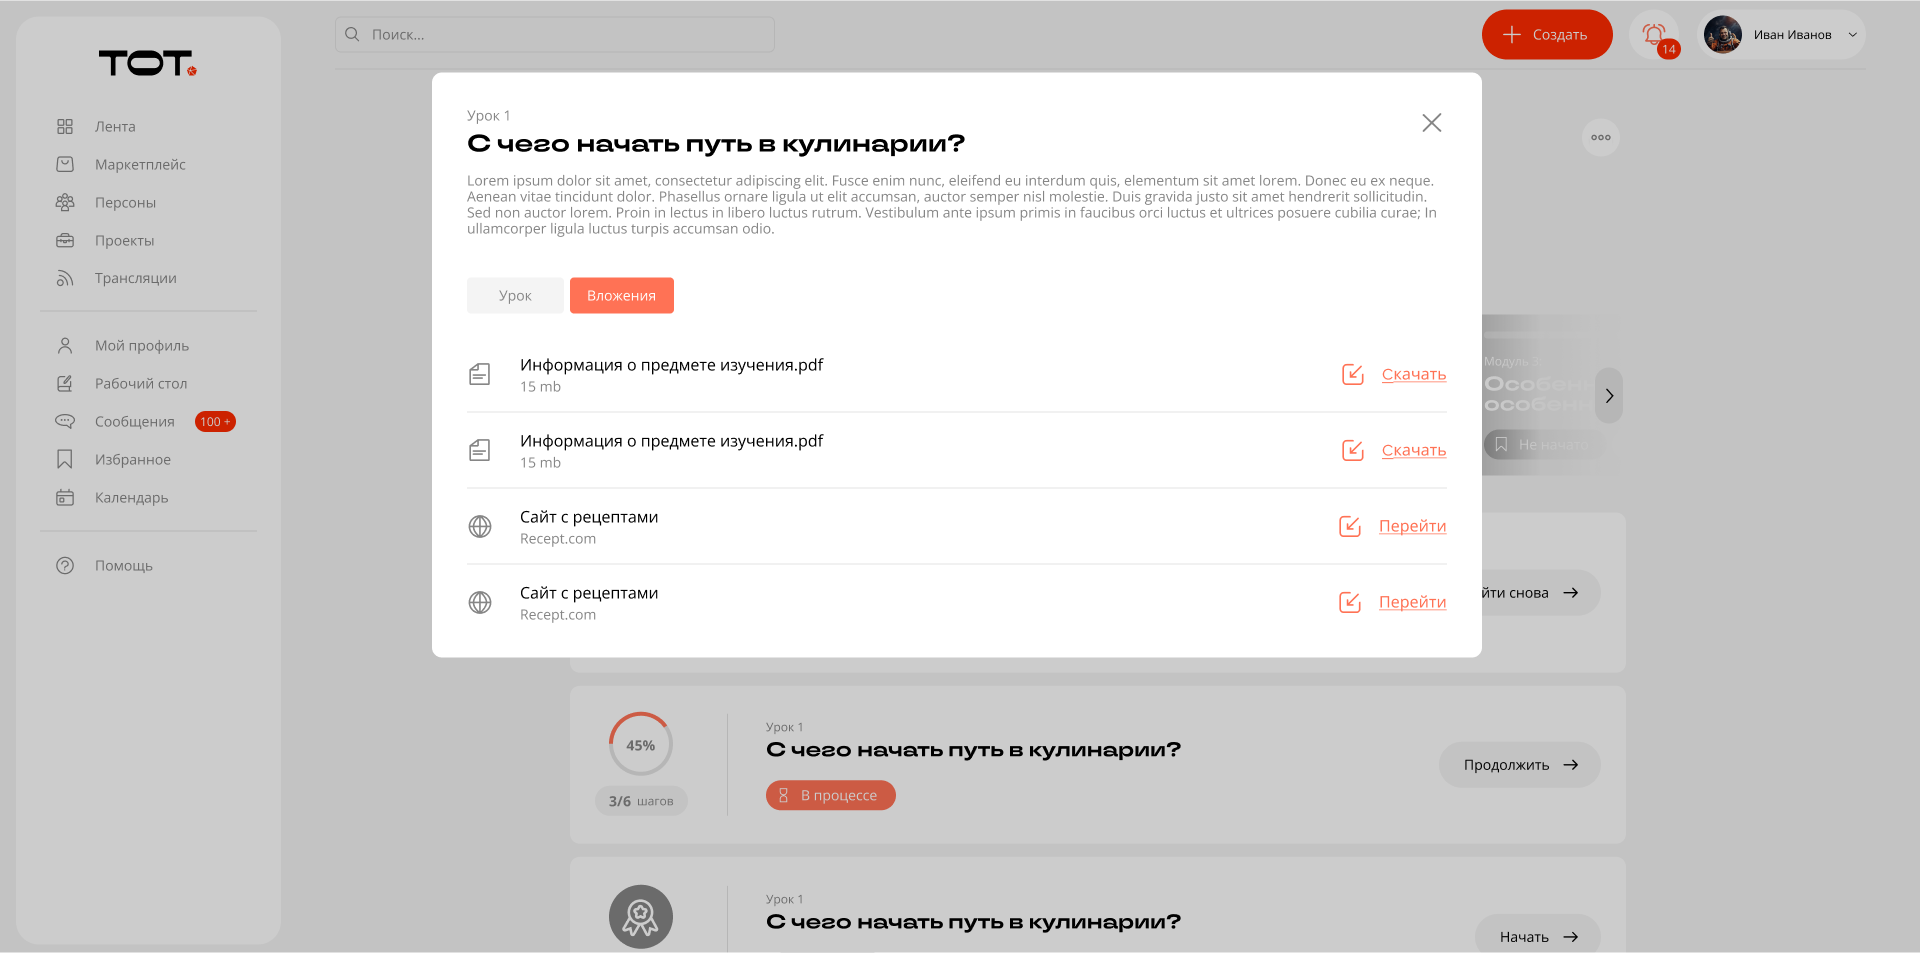 ТОТ.
Поиск...
Создать
14
Иван Иванов
Лента
Маркетплейс
Персоны
Проекты
Трансляции
Мой профиль
Рабочий стол
Сообщения 100 +
Избранное
Календарь
Помощь
Урок 1
С чего начать путь в кулинарии?
Lorem ipsum dolor sit amet, consectetur adipiscing elit. Fusce enim nunc, eleifend eu interdum quis, elementum sit amet lorem. Donec eu ex neque.
Aenean vitae tincidunt dolor. Phasellus ornare ligula ut elit accumsan, auctor semper nisl molestie. Duis gravida justo sit amet hendrerit sollicitudin.
Sed non auctor lorem. Proin in lectus in libero luctus rutrum. Vestibulum ante ipsum primis in faucibus orci luctus et ultrices posuere cubilia curae; In
ullamcorper ligula luctus turpis accumsan odio.
Урок
Вложения
Информация о предмете изучения.pdf
15 mb
Скачать
Информация о предмете изучения.pdf
15 mb
Скачать
Сайт с рецептами
Recept.com
Перейти
Сайт с рецептами
Recept.com
Перейти
Модуль 3
Не начато
йти снова
45%
3/6 шагов
Урок 1
С чего начать путь в кулинарии?
В процессе
Продолжить
Урок 1
С чего начать путь в кулинарии?
Начать